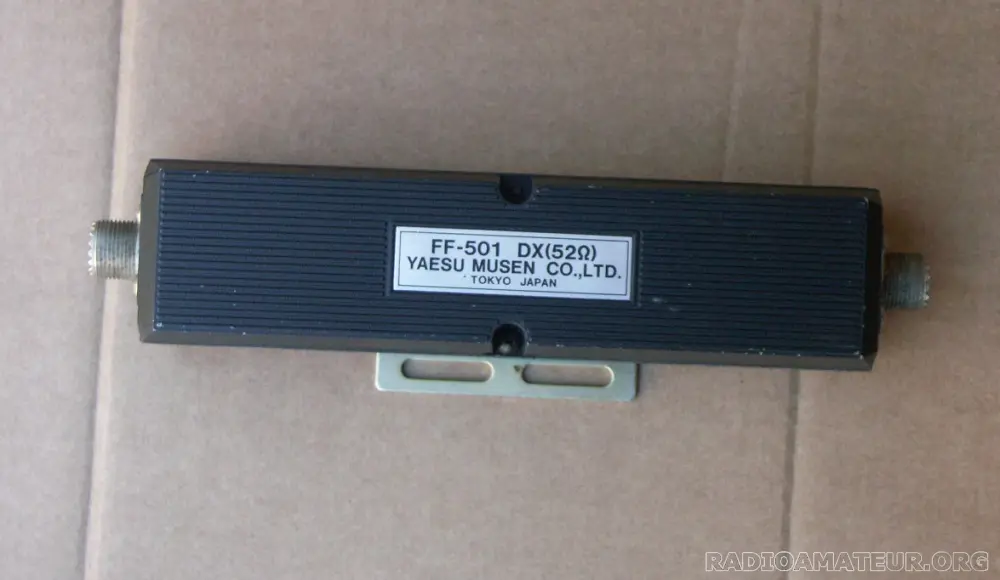 FF-501 DX(52Ω)
YAESU MUSEN CO.,LTD.
TOKYO JAPAN
RADIOAMATEUR.ORG